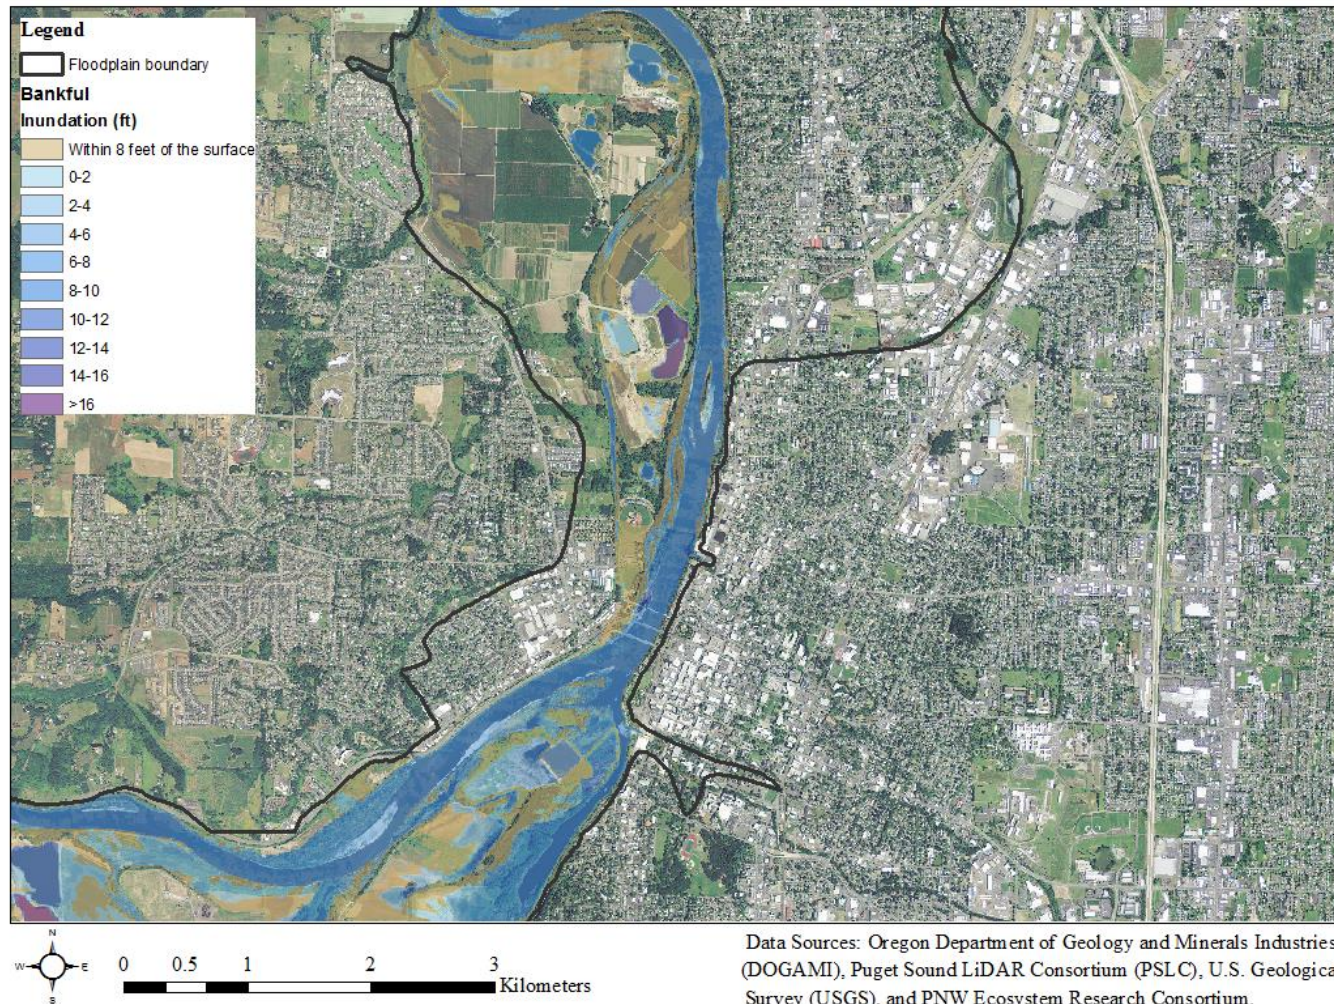 Legend
Floodplain boundary
Bankful
Inundation (ft)
Within 8 feet of the surface
0-2
2-4
4-6
6-8
8-10
10-12
12-14
14-16
>16
N
W E
S
0 0.5 1 2 3
Kilometers
Data Sources: Oregon Department of Geology and Minerals Industries
(DOGAMI), Puget Sound LiDAR Consortium (PSLC), U.S. Geological
Survey (USGS), and PNW Ecosystem Research Consortium